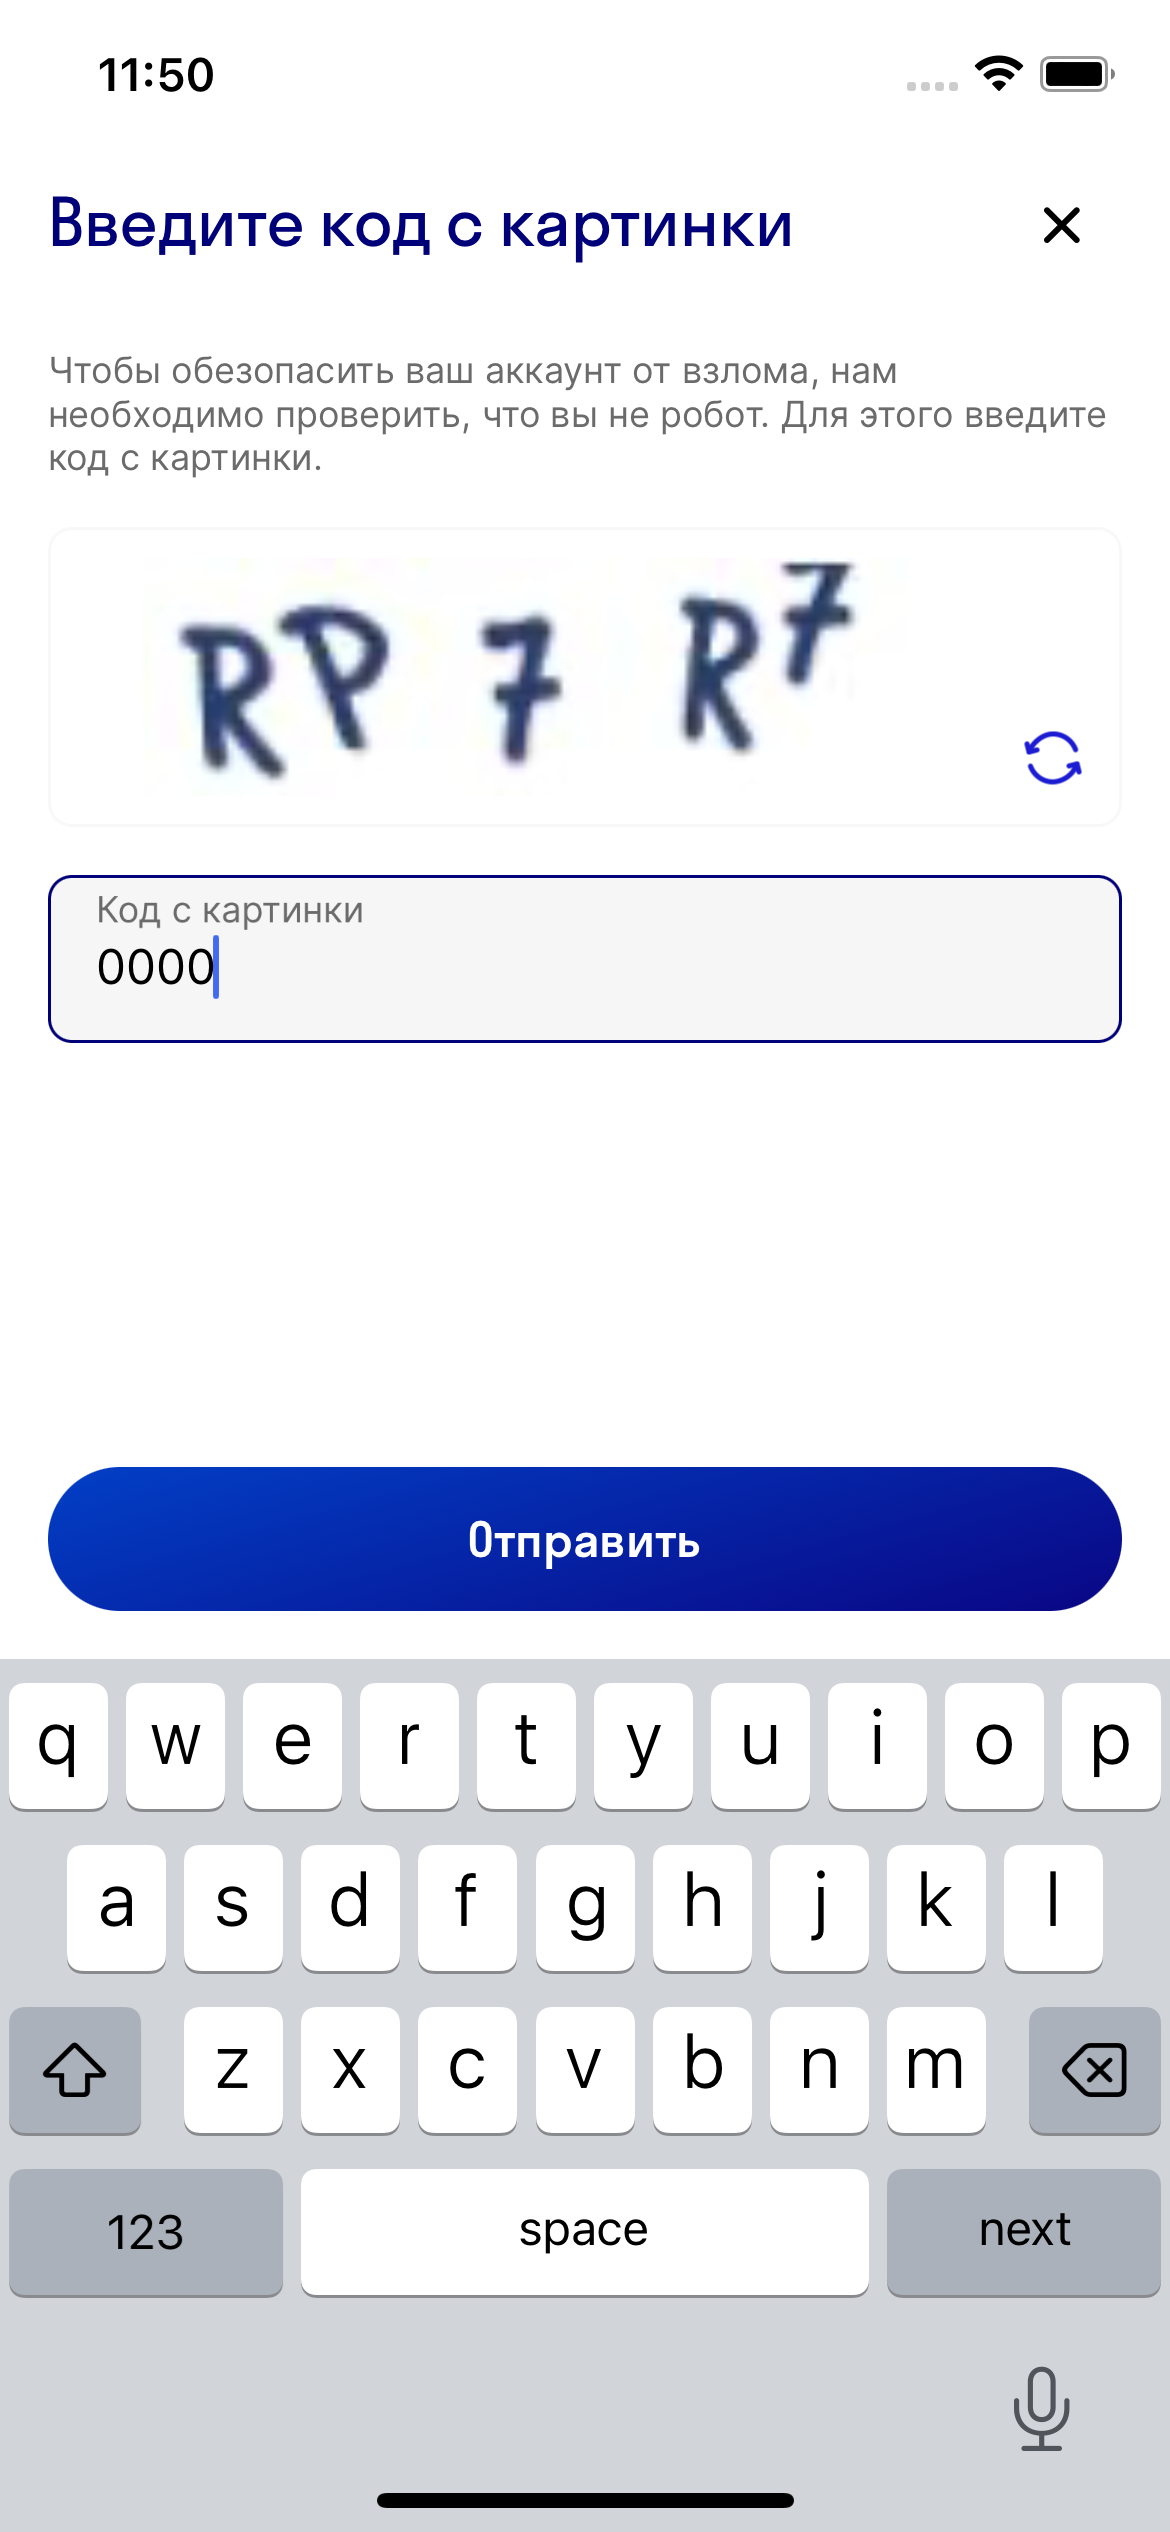 11:50
Введите код с картинки
Чтобы обезопасить ваш аккаунт от взлома, нам
необходимо проверить, что вы не робот. Для этого введите
код с картинки.
RP 7 R7
Код с картинки
0000
Отправить
q w e r t y u i o p
a s d f g h j k l
z x c v b n m
123 space next